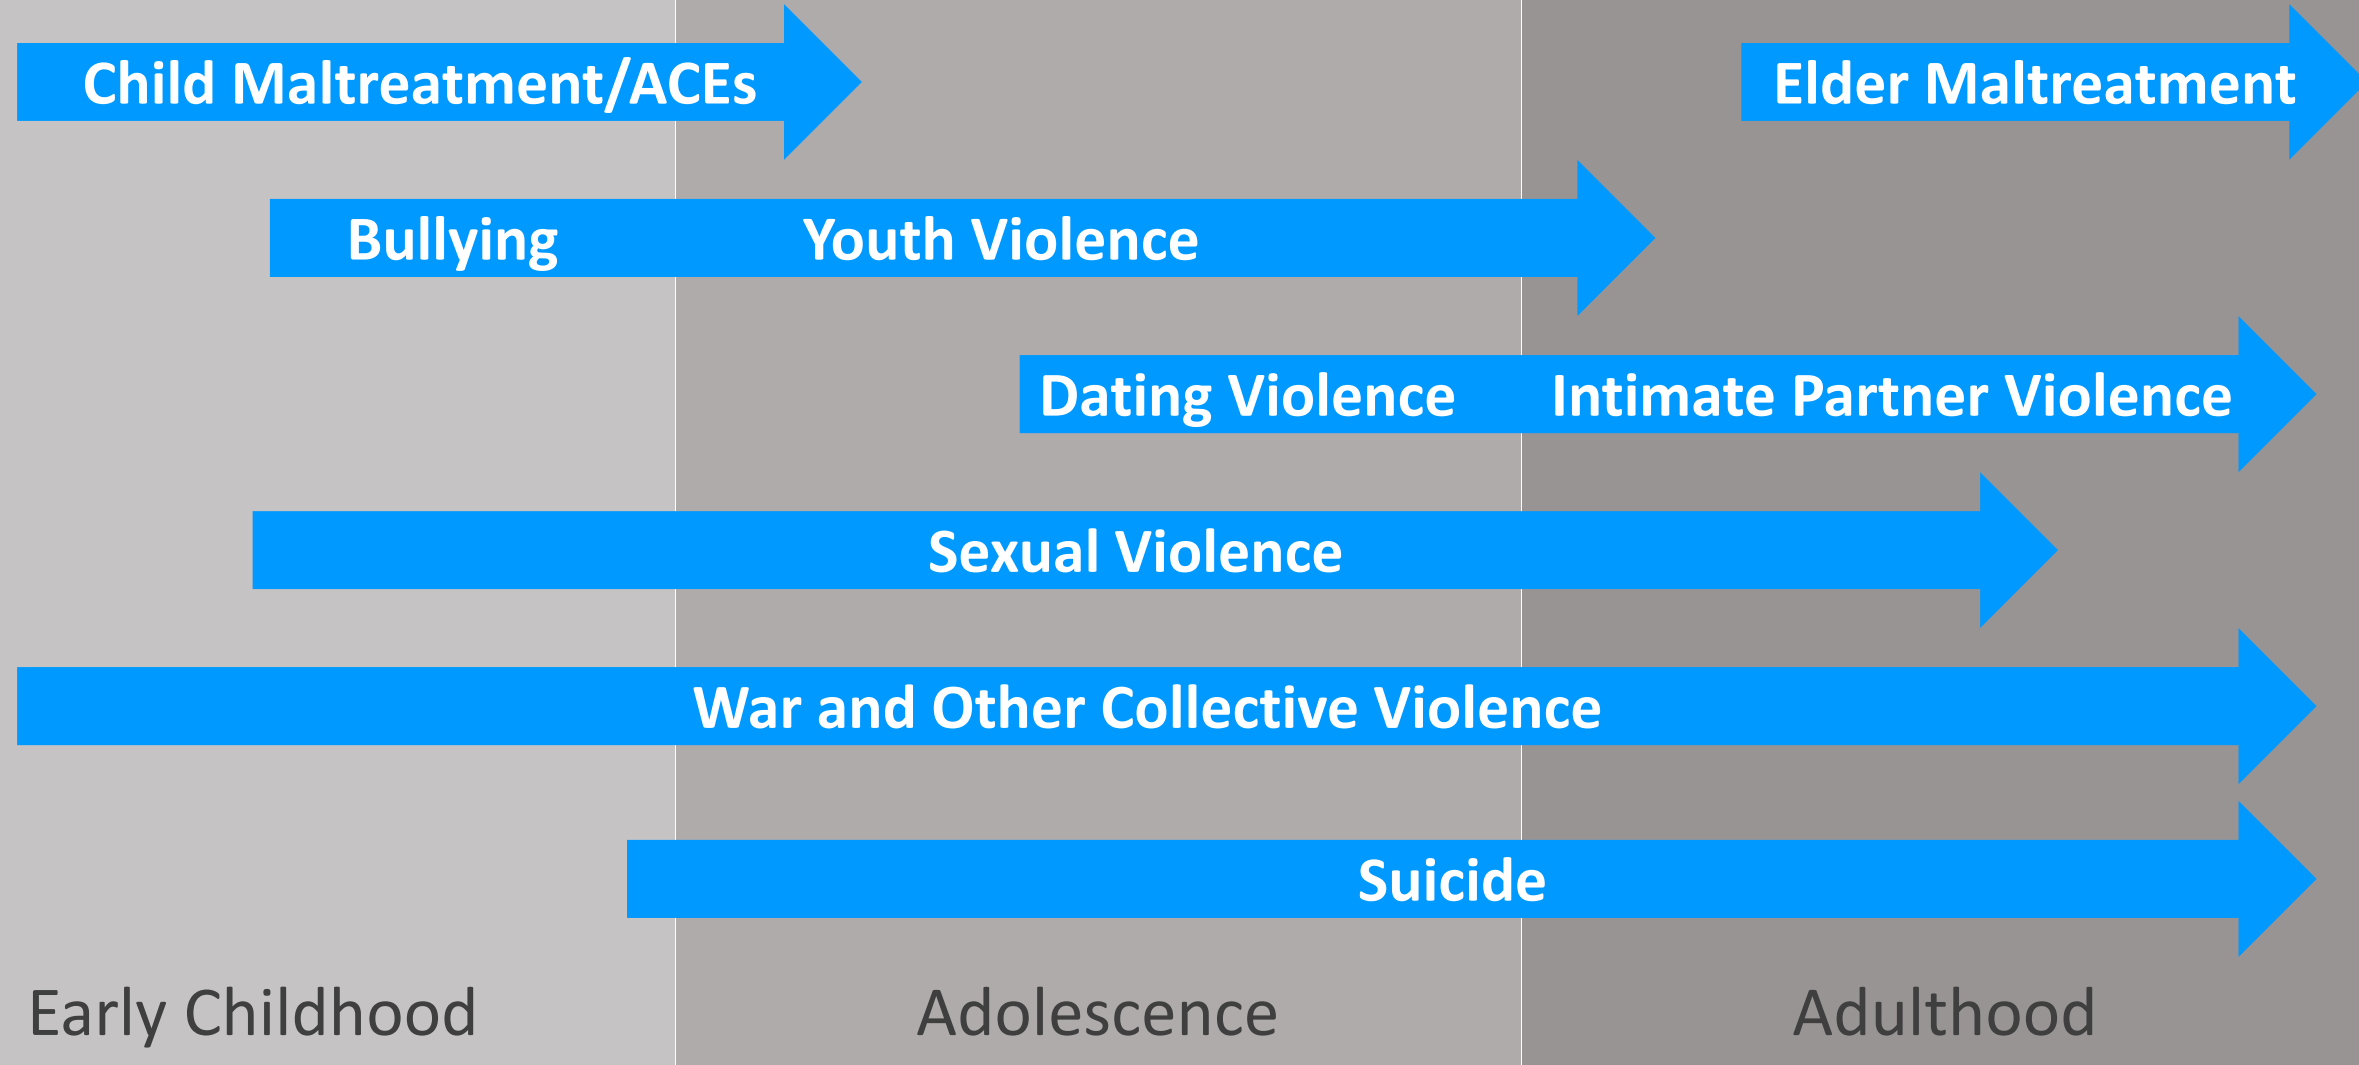 Child Maltreatment/ACEs
Elder Maltreatment
Bullying
Youth Violence
Dating Violence
Intimate Partner Violence
Sexual Violence
War and Other Collective Violence
Suicide
Early Childhood
Adolescence
Adulthood